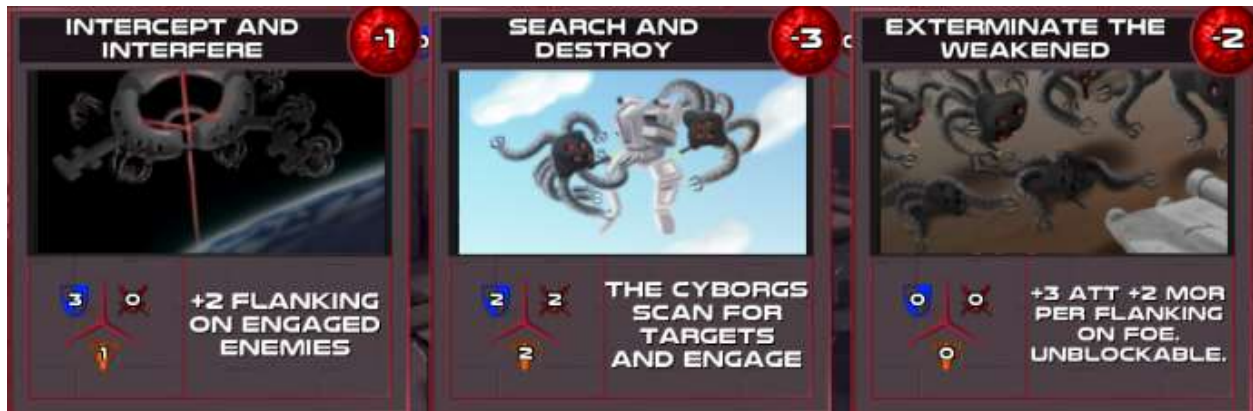 INTERCEPT AND
INTERFERE
-1
3
0
1
+2 FLANKING
ON ENGAGED
ENEMIES
SEARCH AND
DESTROY
-3
2
2
2
THE CYBORGS
SCAN FOR
TARGETS
AND ENGAGE
EXTERMINATE THE
WEAKENED
-2
0
0
0
+3 ATT +2 MOR
PER FLANKING
ON FOE.
UNBLOCKABLE.